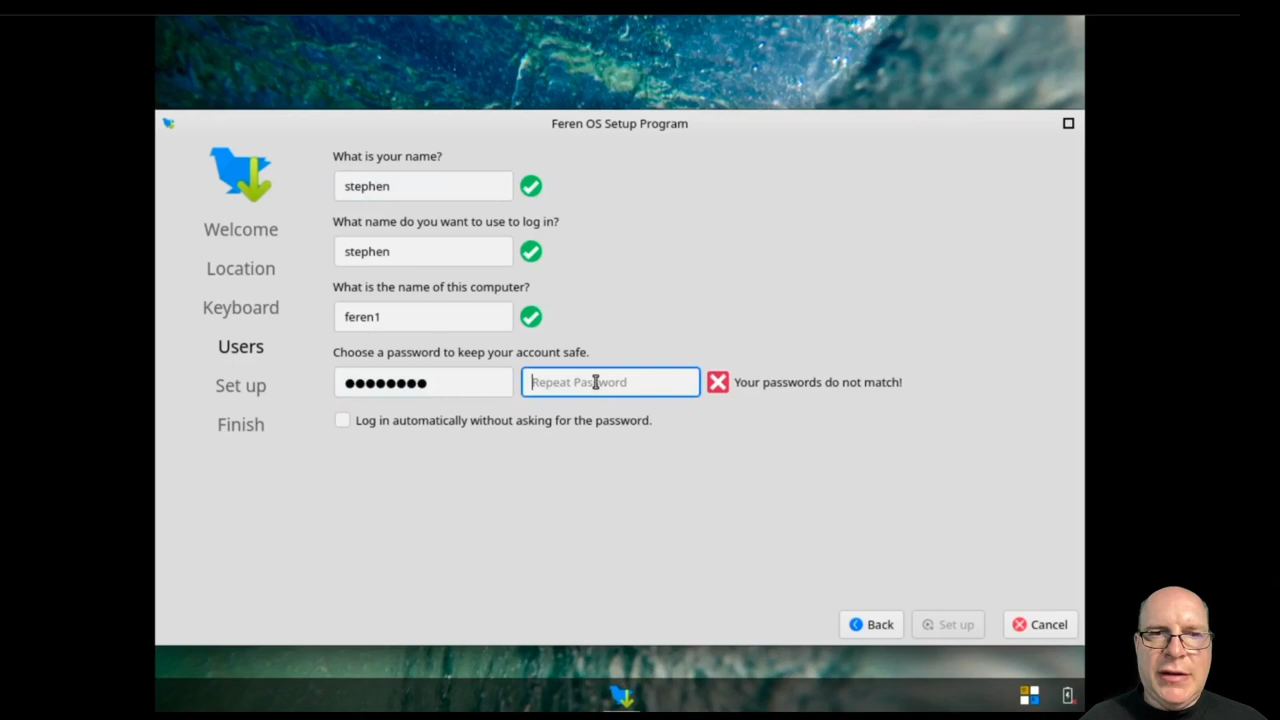 Feren OS Setup Program
Welcome
Location
Keyboard
Users
Set up
Finish
What is your name?
stephen
What name do you want to use to log in?
stephen
What is the name of this computer?
feren1
Choose a password to keep your account safe.
●●●●●●●● Repeat Password Your passwords do not match!
Log in automatically without asking for the password.
Back Set up Cancel